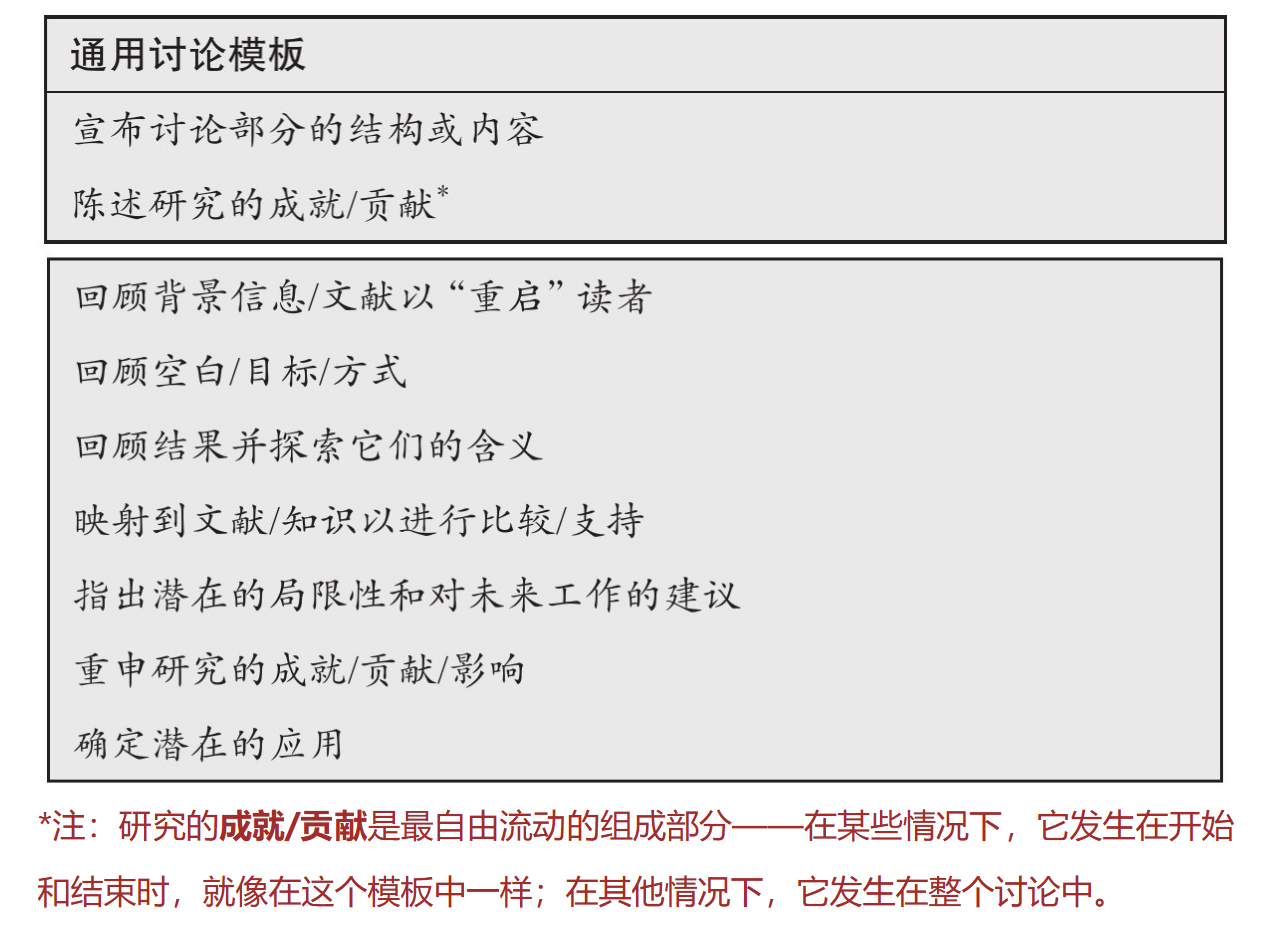 通用讨论模板
宣布讨论部分的结构或内容
陈述研究的成就/贡献*
回顾背景信息/文献以“重启”读者
回顾空白/目标/方式
回顾结果并探索它们的含义
映射到文献/知识以进行比较/支持
指出潜在的局限性和对未来工作的建议
重申研究的成就/贡献/影响
确定潜在的应用
*注：研究的成就/贡献是最自由流动的组成部分——在某些情况下，它发生在开始
和结束时，就像在这个模板中一样；在其他情况下，它发生在整个讨论中。